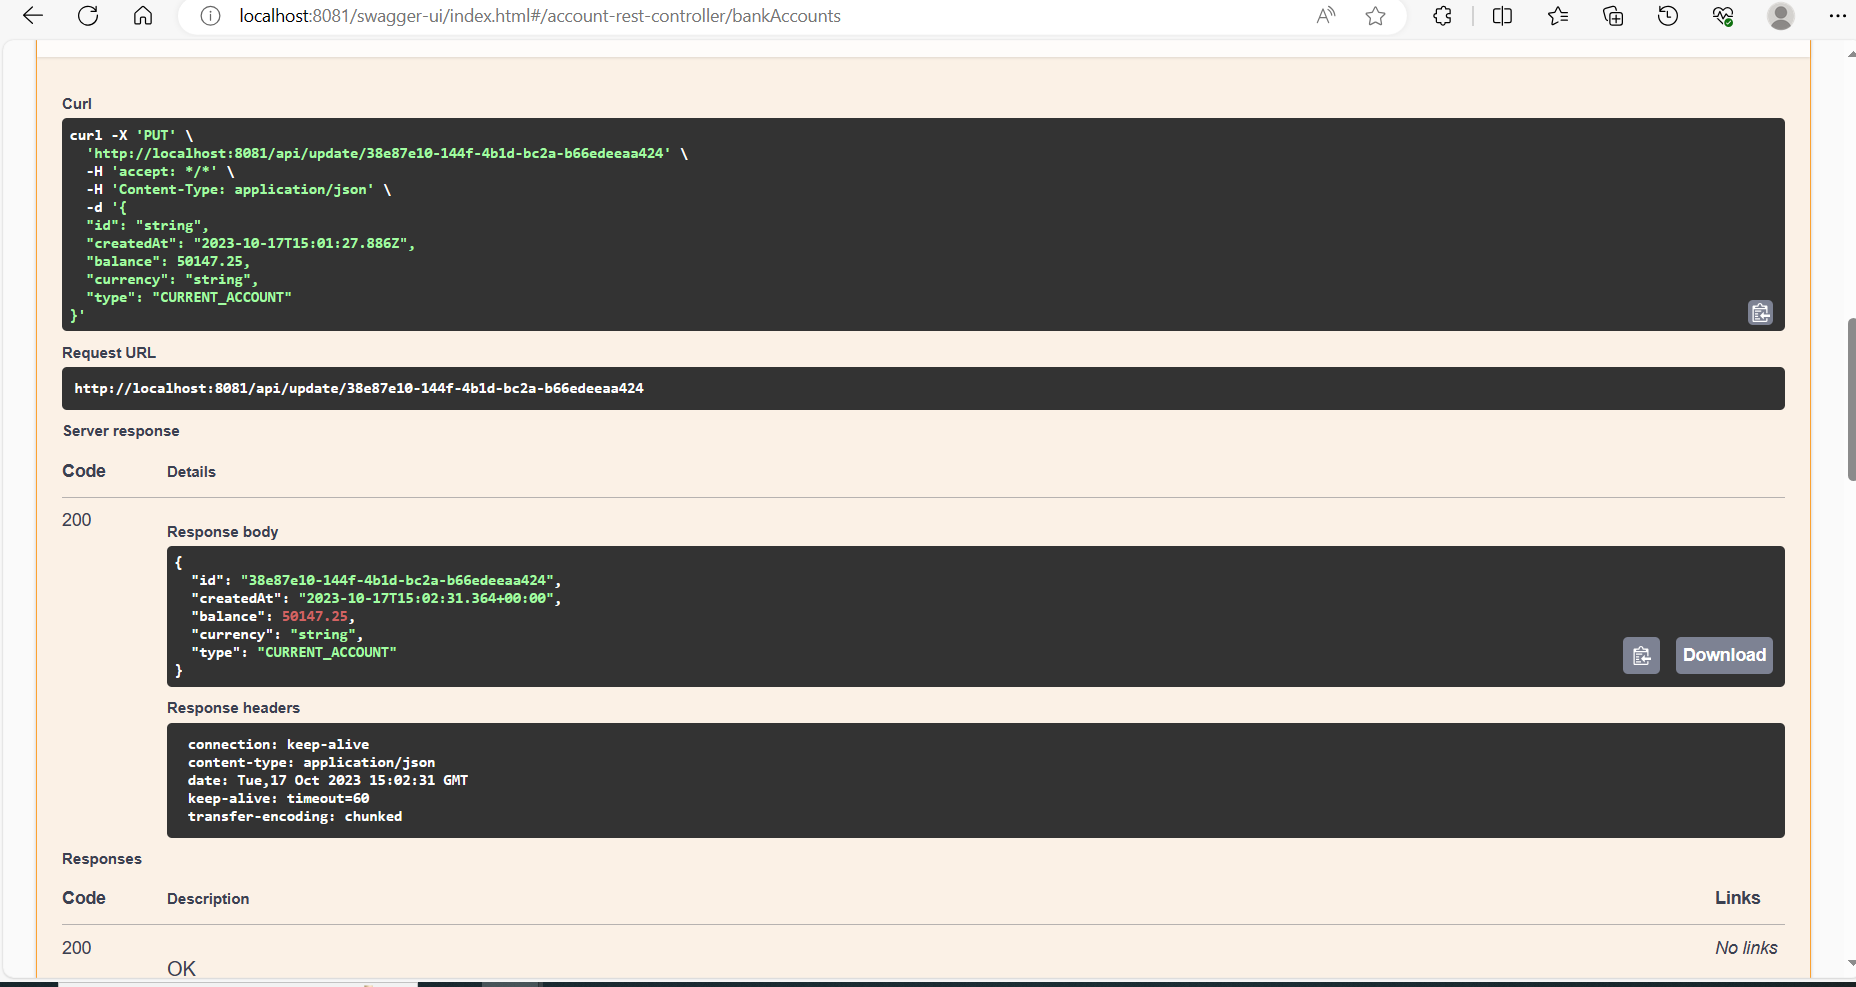 localhost:8081/swagger-ui/index.html#/account-rest-controller/bankAccounts
Curl
curl -X 'PUT' \
'http://localhost:8081/api/update/38e87e10-144f-4b1d-bc2a-b66edeeaa424' \
-H 'accept: */*' \
-H 'Content-Type: application/json' \
-d '{
"id": "string",
"createdAt": "2023-10-17T15:01:27.886Z",
"balance": 50147.25,
"currency": "string",
"type": "CURRENT_ACCOUNT"
}'
Request URL
http://localhost:8081/api/update/38e87e10-144f-4b1d-bc2a-b66edeeaa424
Server response
Code Details
200
Response body
{
"id": "38e87e10-144f-4b1d-bc2a-b66edeeaa424",
"createdAt": "2023-10-17T15:02:31.364+00:00",
"balance": 50147.25,
"currency": "string",
"type": "CURRENT_ACCOUNT"
}
Download
Response headers
connection: keep-alive
content-type: application/json
date: Tue,17 Oct 2023 15:02:31 GMT
keep-alive: timeout=60
transfer-encoding: chunked
Responses
Code Description Links
200 No links
OK